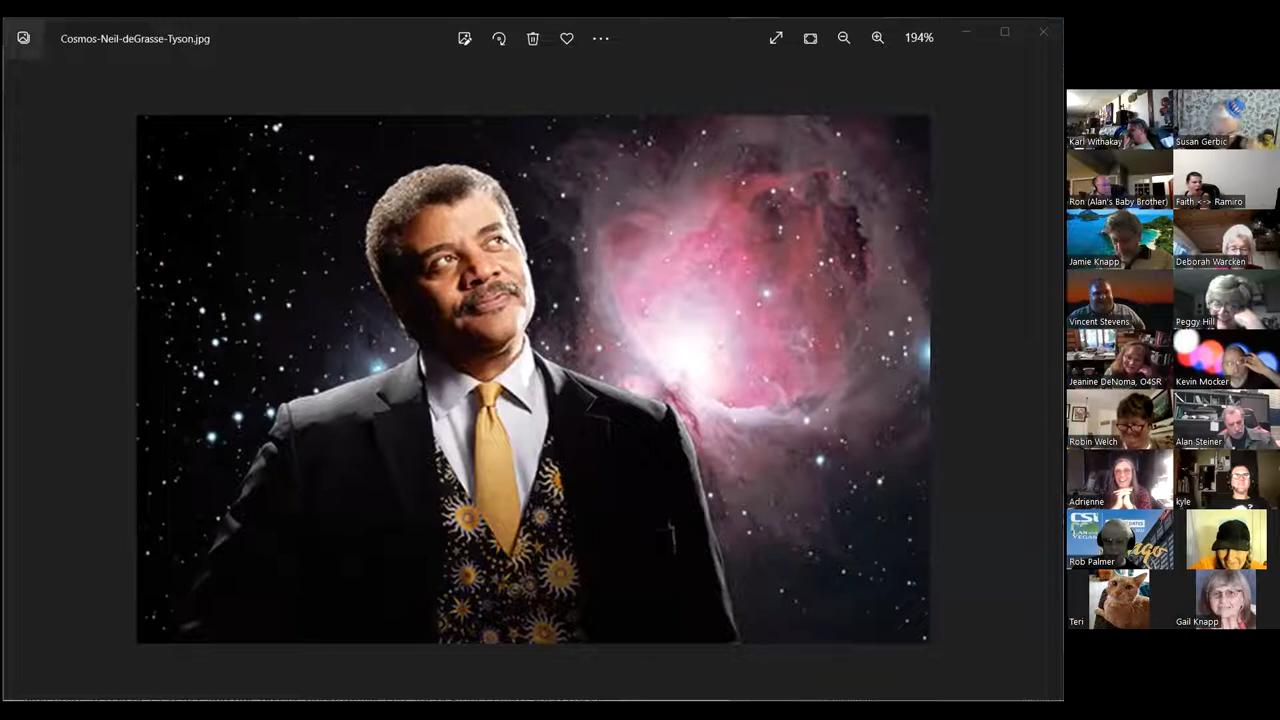 Cosmos-Neil-deGrasse-Tyson.jpg
194%
Karl Withakay
Susan Gerbic
Ron (Alan's Baby Brother)
Faith <-> Ramiro
Jamie Knapp
Deborah Warcken
Vincent Stevens
Peggy Hill
Jeanine DeNoma, O4SR
Kevin Mocker
Robin Welch
Alan Steiner
Adrienne
kyle
CSI
Rob Palmer
Teri
Gail Knapp